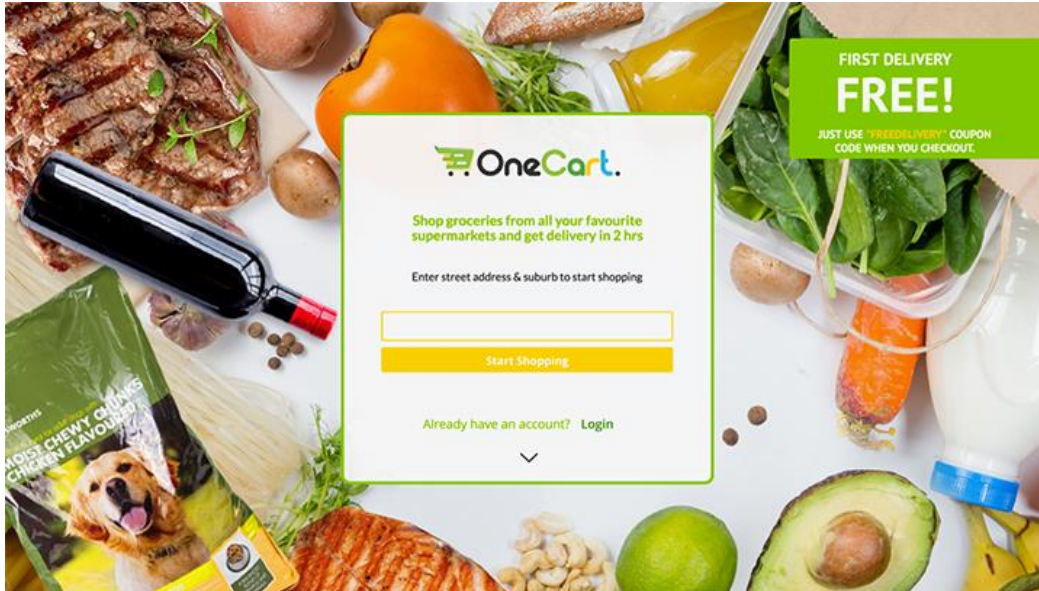 FIRST DELIVERY
FREE!
JUST USE "FREEDELIVERY" COUPON
CODE WHEN YOU CHECKOUT.
OneCart.
Shop groceries from all your favourite
supermarkets and get delivery in 2 hrs
Enter street address & suburb to start shopping
Start Shopping
Already have an account? Login
WORTHS
MOIST CHEWY CHUNKS
CHICKEN FLAVOURED